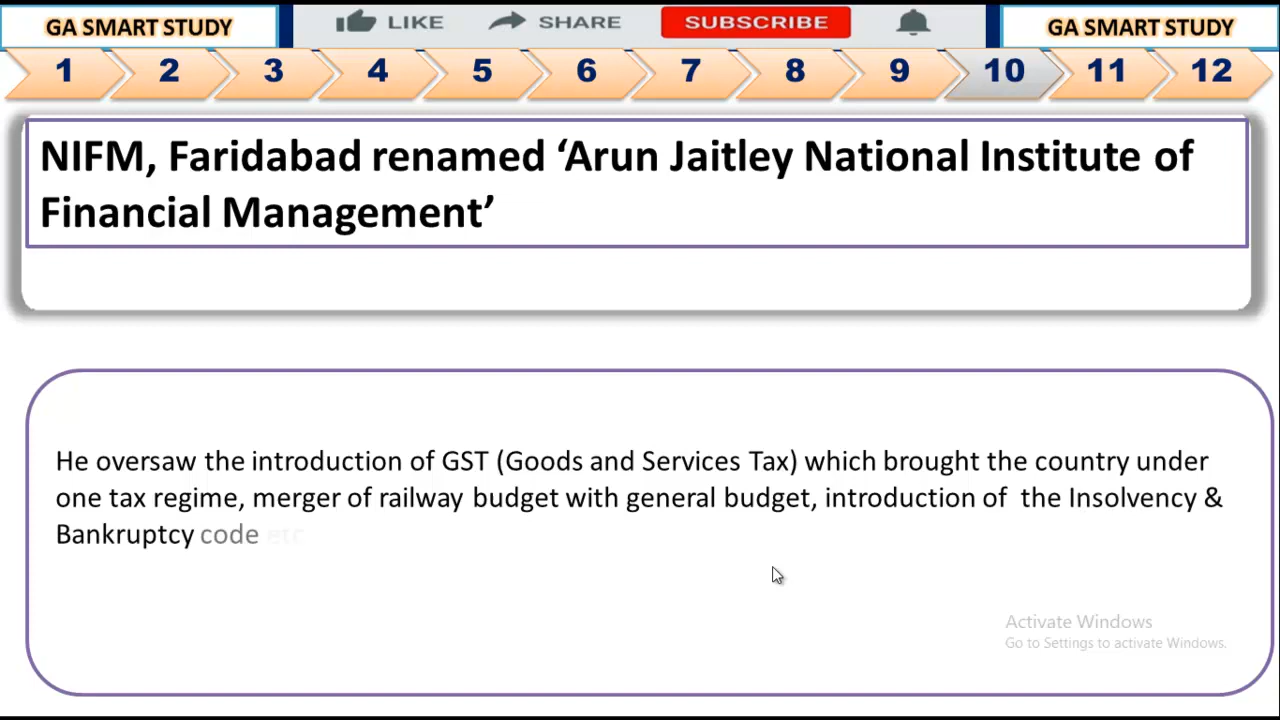 GA SMART STUDY
LIKE
SHARE
SUBSCRIBE
GA SMART STUDY
1 2 3 4 5 6 7 8 9 10 11 12
NIFM, Faridabad renamed ‘Arun Jaitley National Institute of
Financial Management’
He oversaw the introduction of GST (Goods and Services Tax) which brought the country under
one tax regime, merger of railway budget with general budget, introduction of the Insolvency &
Bankruptcy code etc
Activate Windows
Go to Settings to activate Windows.